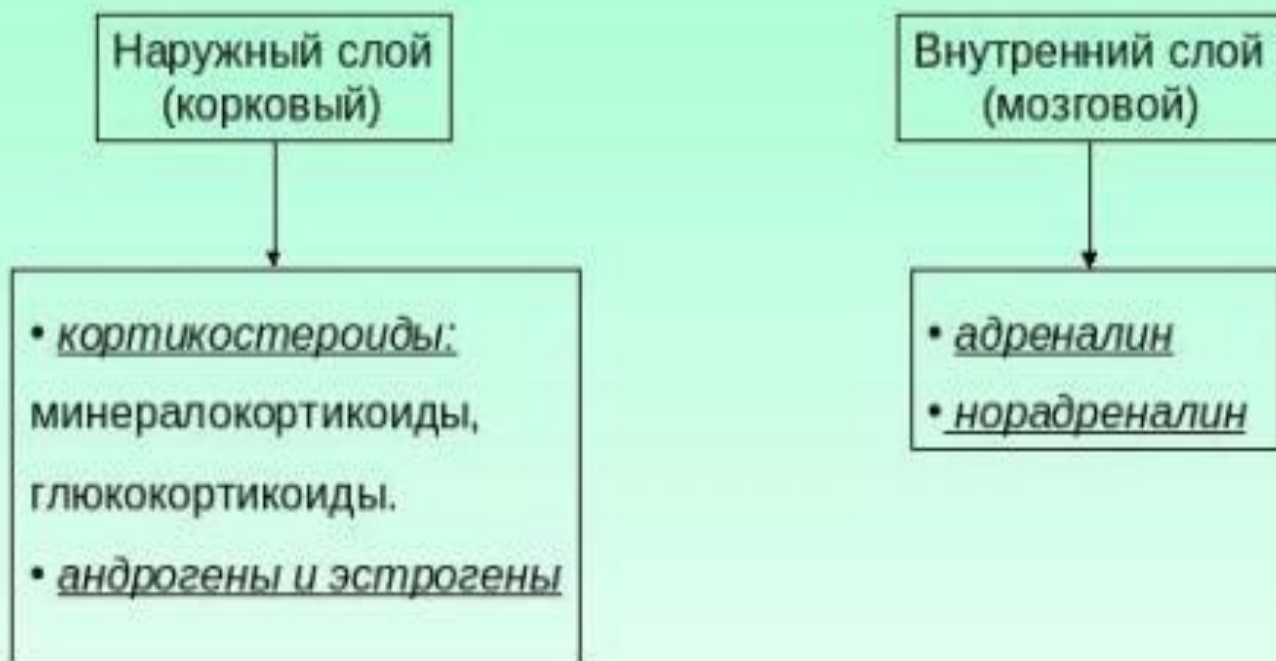 Наружный слой
(корковый)
Внутренний слой
(мозговой)
• кортикостероиды:
минералокортикоиды,
глюкокортикоиды.
• андрогены и эстрогены
• адреналин
• норадреналин